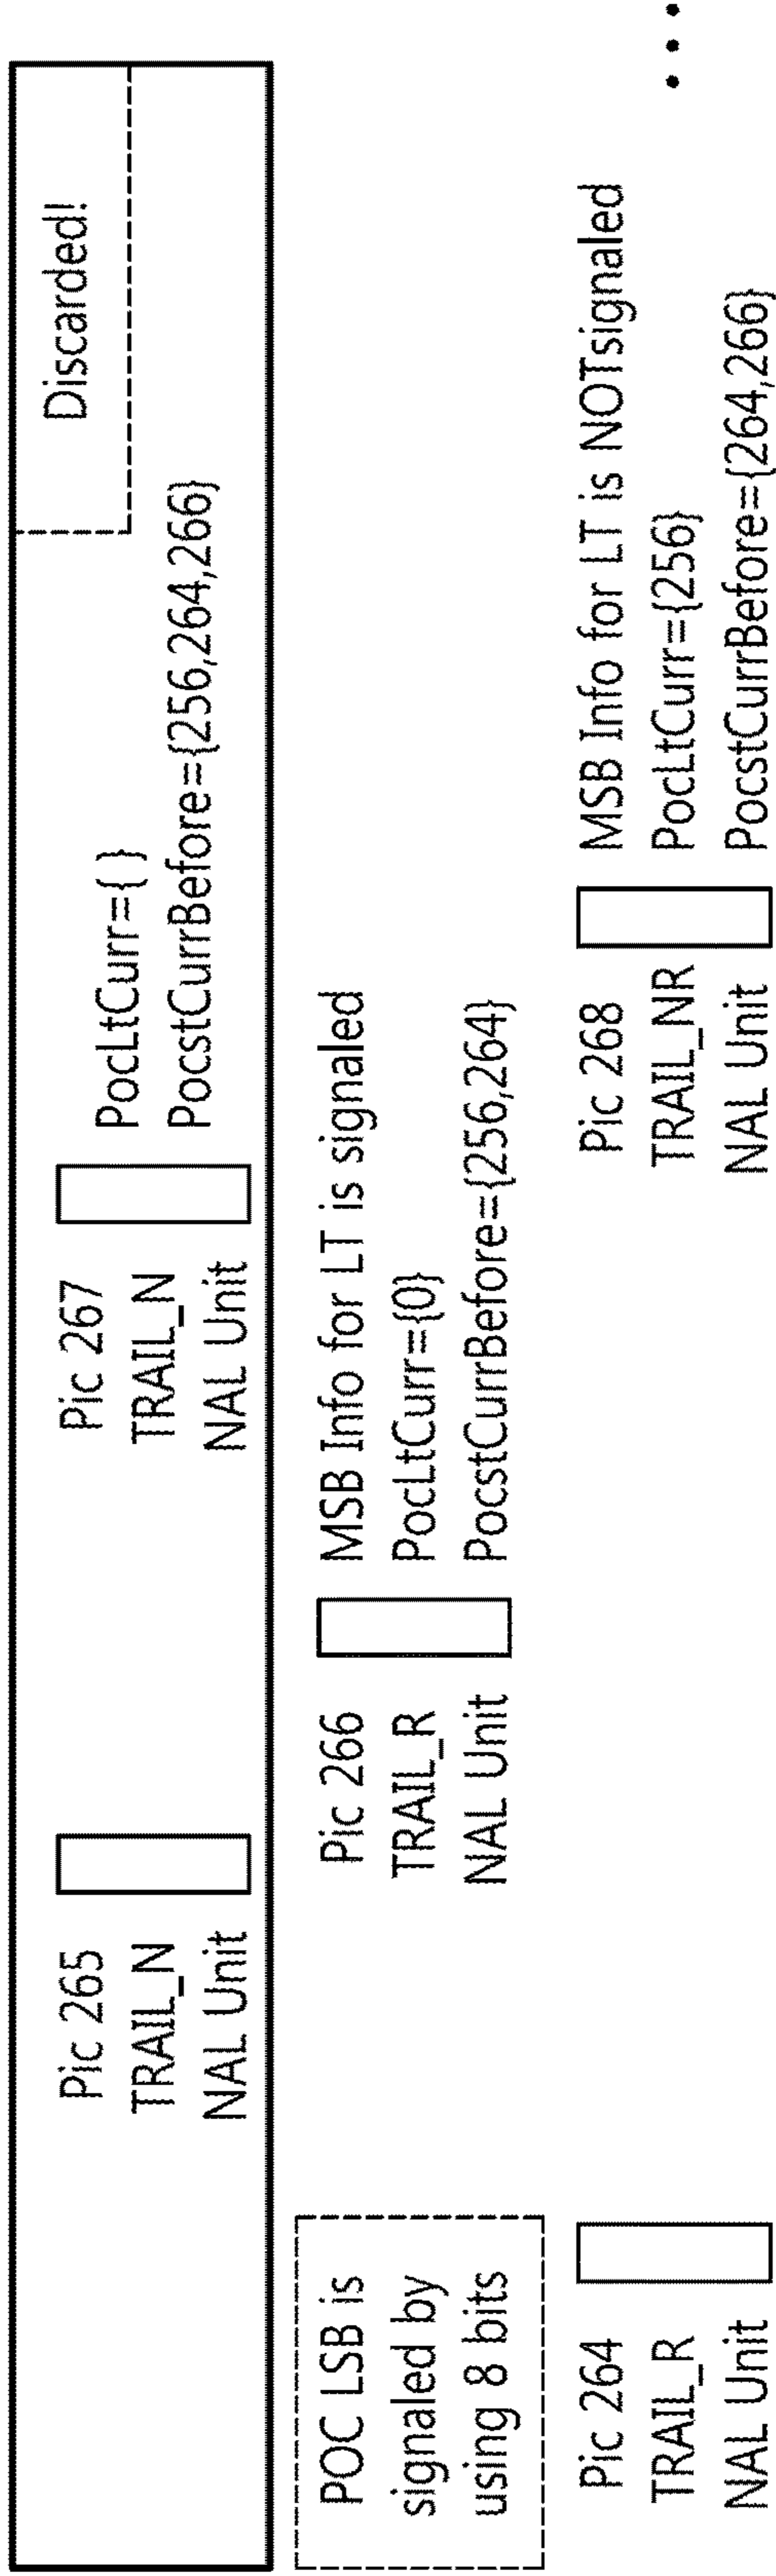 Discarded!
Pic 265
TRAIL_N
NAL Unit
Pic 267
TRAIL_N
NAL Unit
PocLtCurr={ }
PocstCurrBefore={256,264,266}
POC LSB is
signaled by
using 8 bits
Pic 266
TRAIL_R
NAL Unit
MSB Info for LT is signaled
PocLtCurr={0}
PocstCurrBefore={256,264}
Pic 264
TRAIL_R
NAL Unit
Pic 268
TRAIL_NR
NAL Unit
MSB Info for LT is NOTsignaled
PocLtCurr={256}
PocstCurrBefore={264,266}